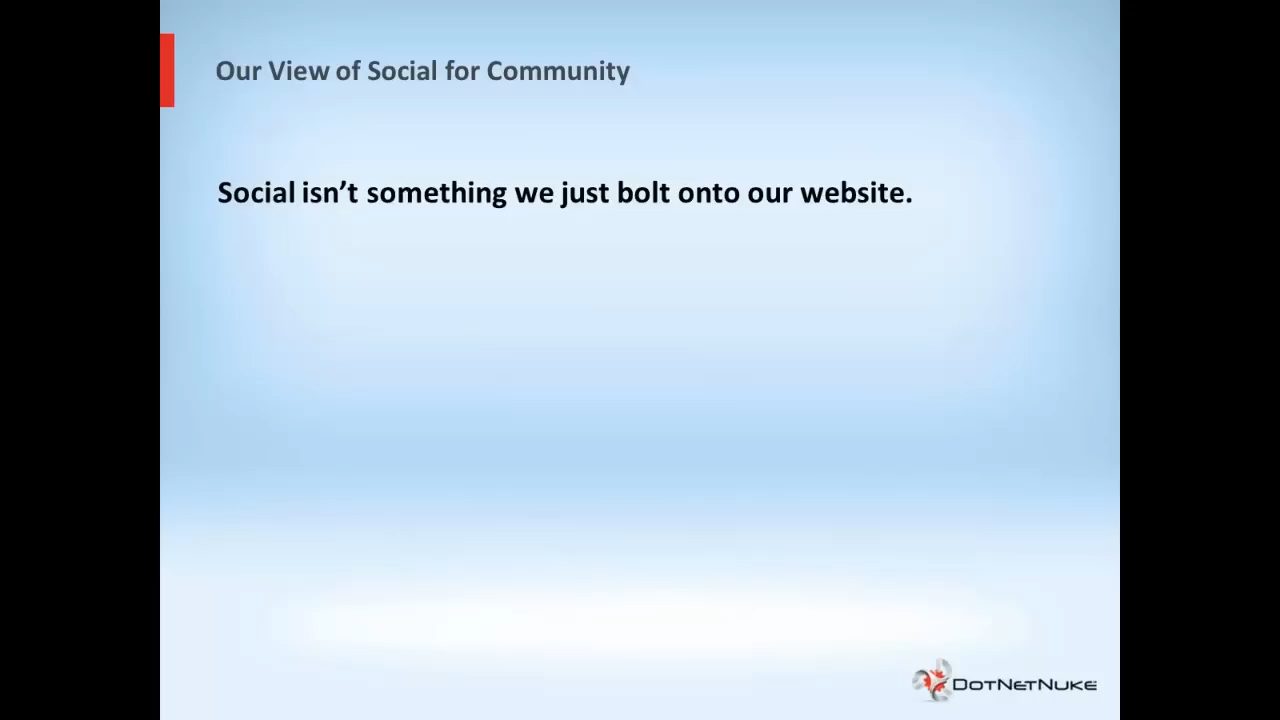 Our View of Social for Community
Social isn’t something we just bolt onto our website.
DotNetNuke